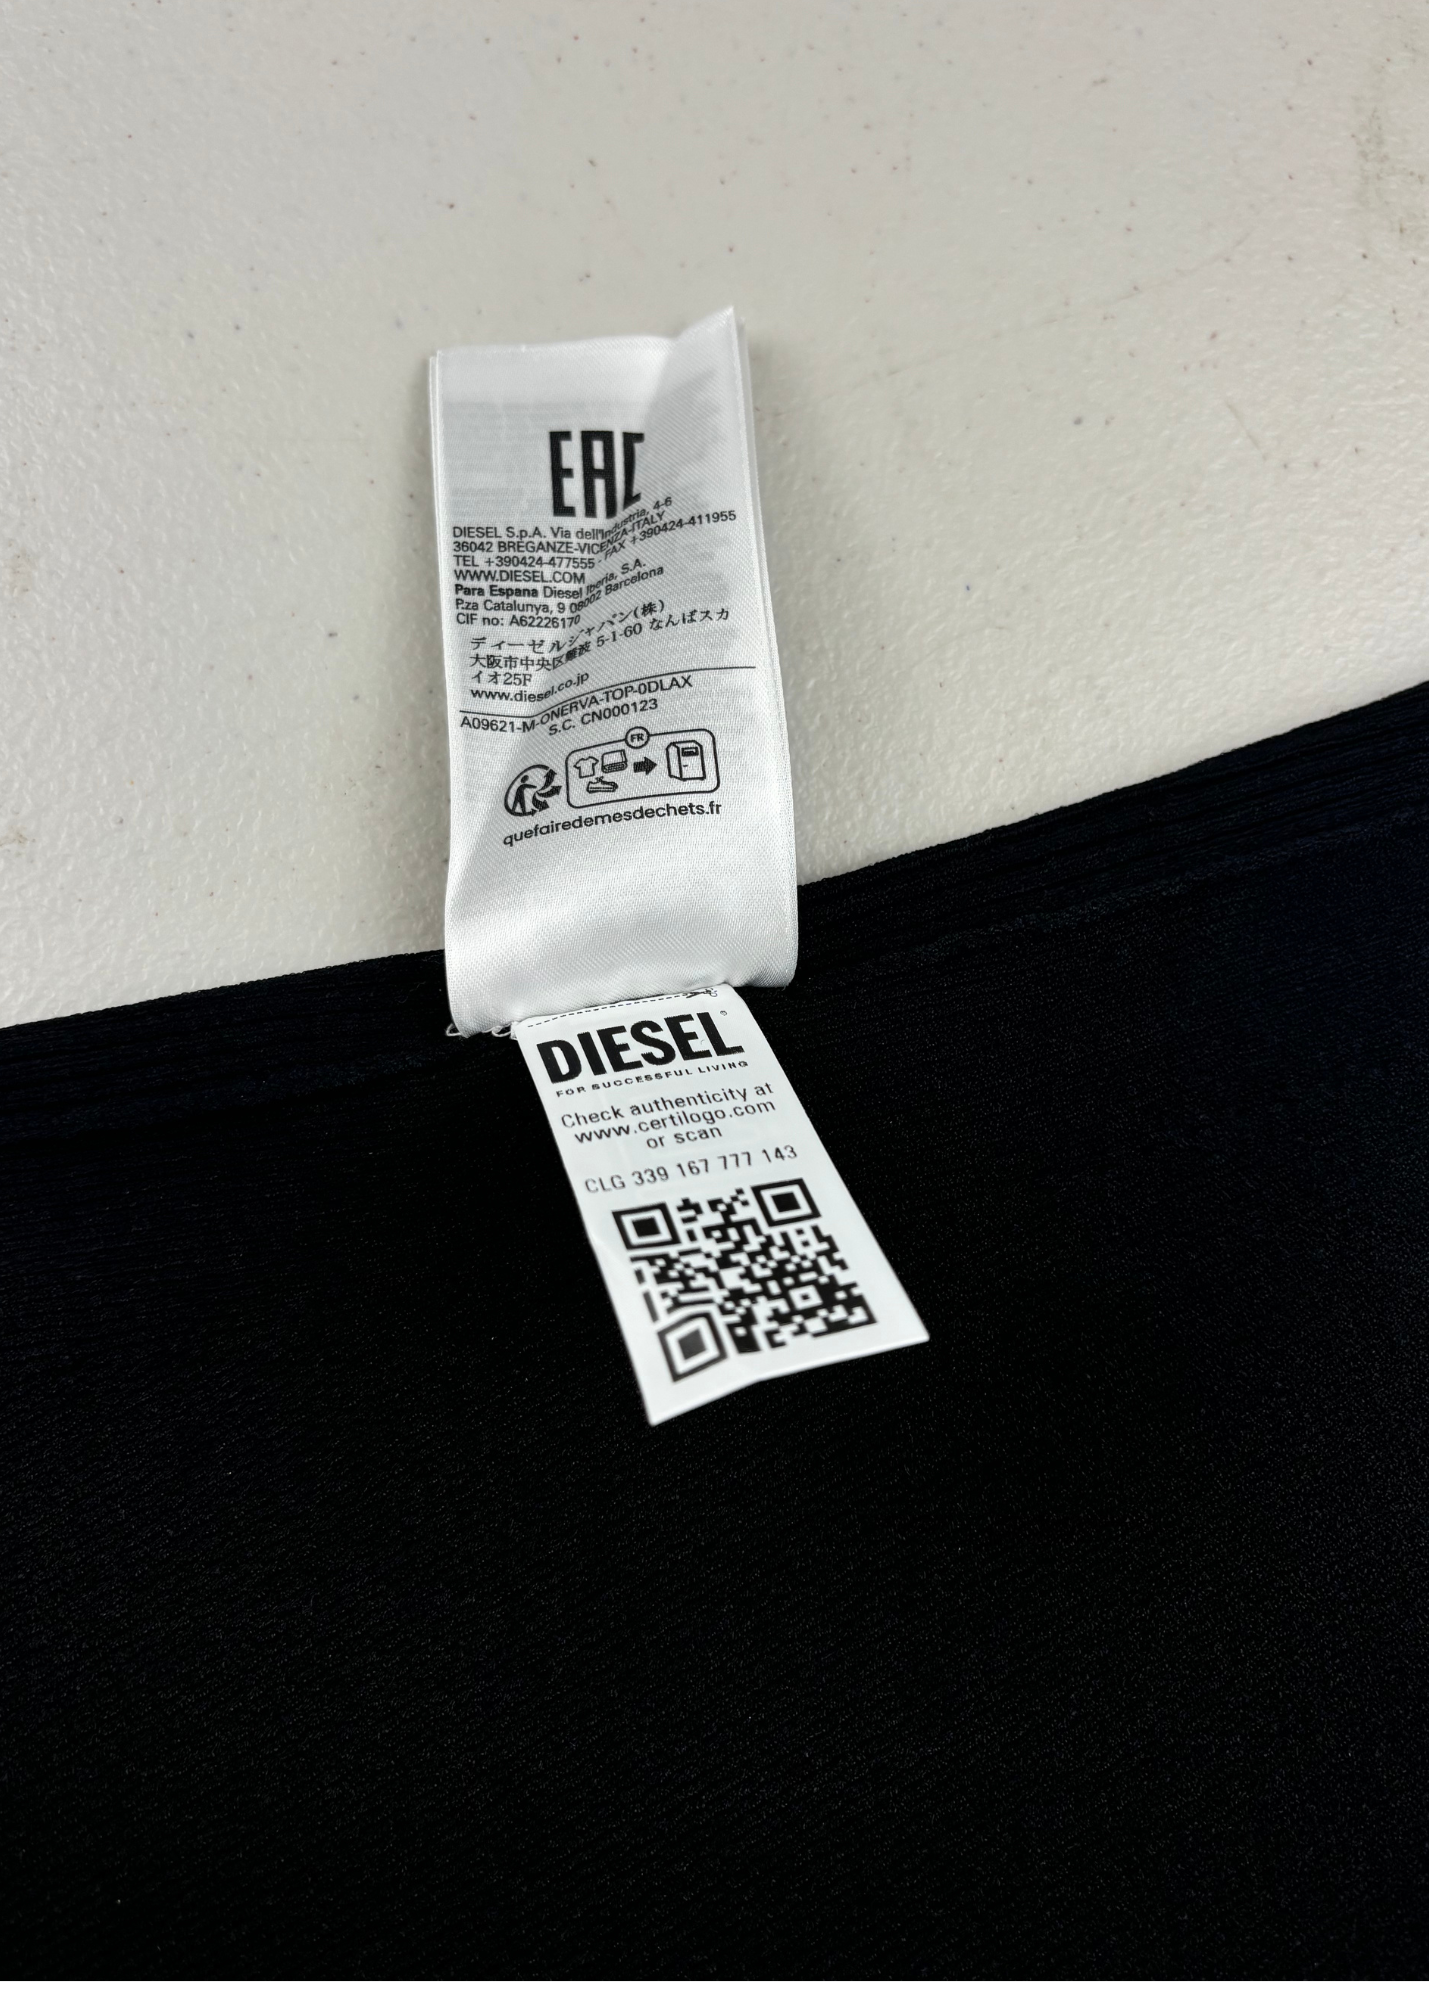 EAC
DIESEL S.p.A. Via dell'Industria, 4-6
36042 BREGANZE-VICENZA-ITALY
TEL +390424-477555 - FAX +390424-411955
WWW.DIESEL.COM
Para Espana Diesel Iberia, S.A.
P.za Catalunya, 9 08002 Barcelona
CIF no: A62226170
ディーゼルジャパン(株)
大阪市中央区難波 5-1-60 なんばスカ
イオ25F
www.diesel.co.jp
A09621-M-ONERVA-TOP-0DLAX
S.C. CN000123
FR
quefairedemesdechets.fr
DIESEL
FOR SUCCESSFUL LIVING
Check authenticity at
www.certilogo.com
or scan
CLG 339 167 777 143